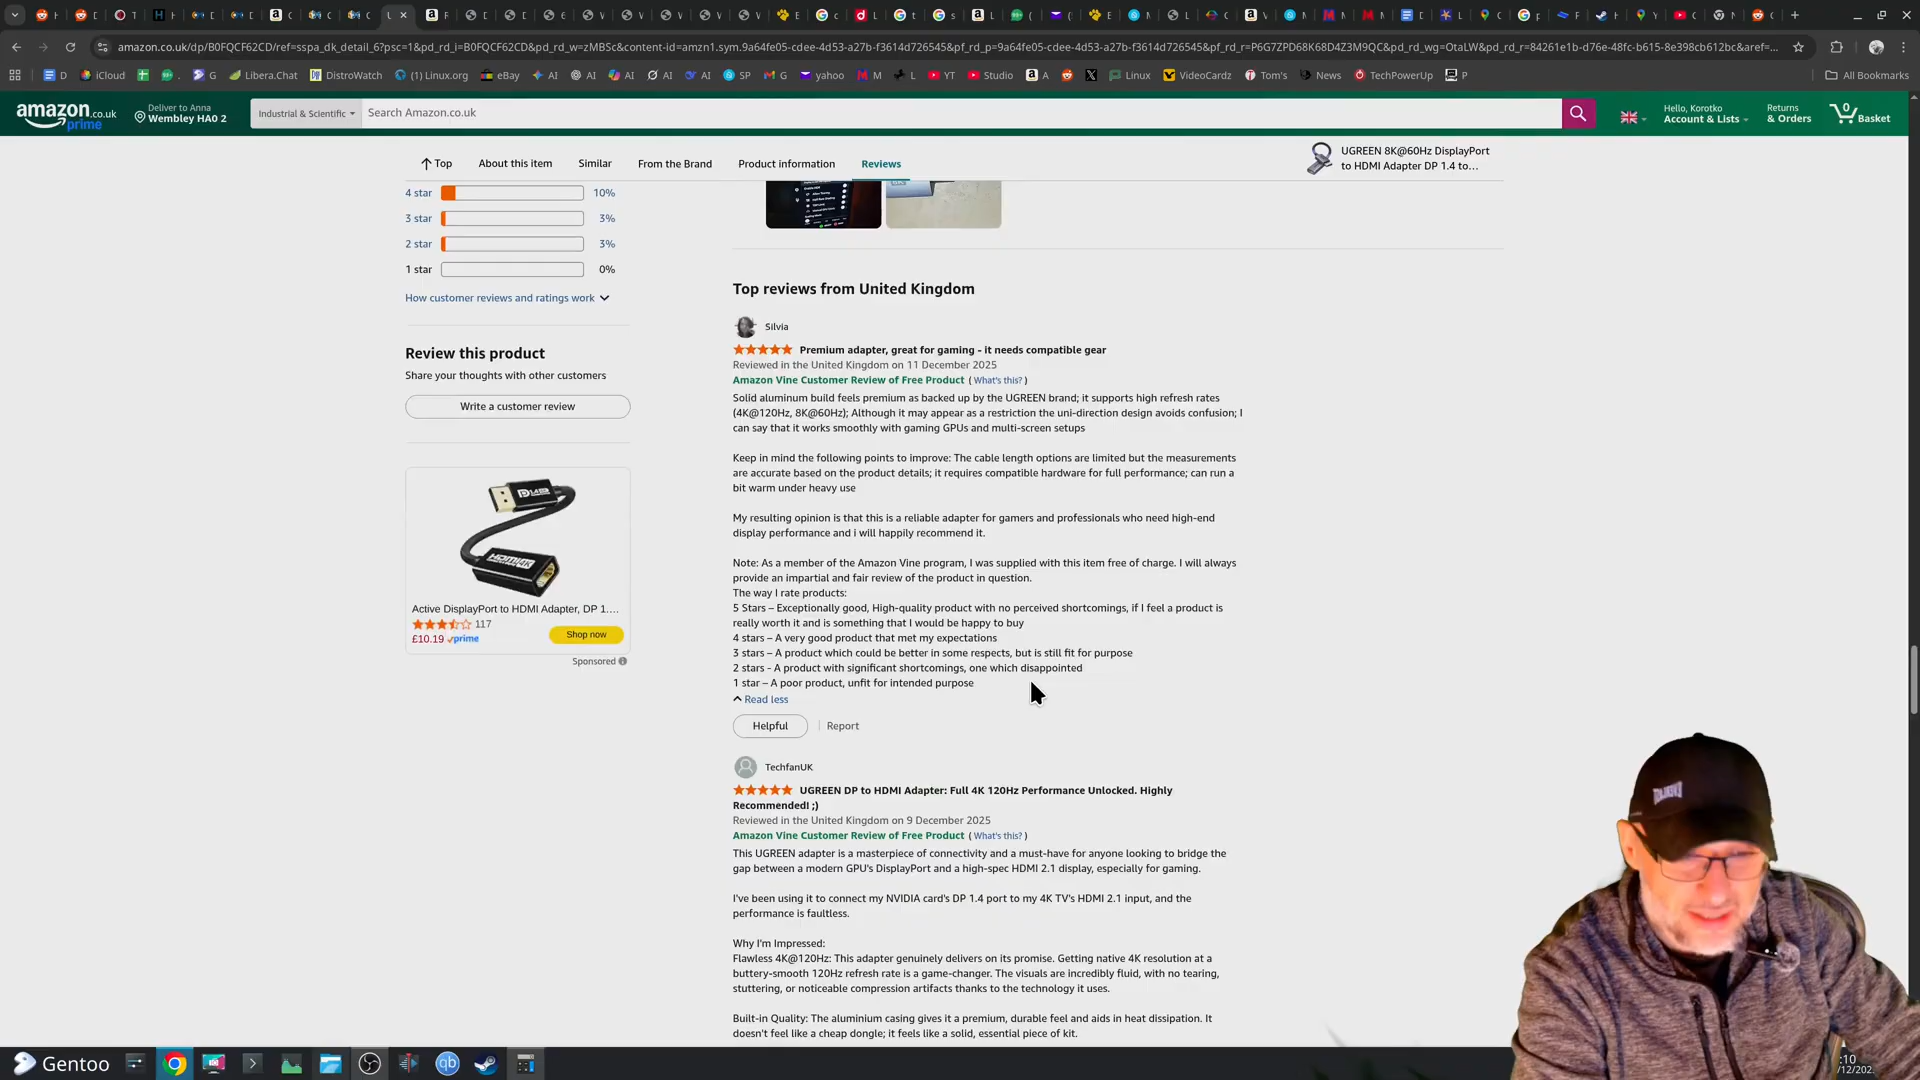 amazon.co.uk/dp/B0FQCF62CD/ref=sspa_dk_detail_6?psc=1&pd_rd_i=B0FQCF62CD&pd_rd_w=zMBSc&content-id=amzn1.sym.9a64fe05-cdee-4d53-a27b-f3614d726545&pf_rd_p=9a64fe05-cdee-4d53-a27b-f3614d726545&pf_rd_r=P6G7ZPD68K68D4Z3M9QC&pd_rd_wg=OtaLW&pd_rd_r=84261e1b-d76e-48fc-b615-8e398cb612bc&aref=...
D iCloud G Libera.Chat DistroWatch (1) Linux.org eBay AI AI AI AI AI SP G yahoo M L YT Studio A Linux VideoCardz Tom's News TechPowerUp P All Bookmarks
amazon.co.uk
prime
Deliver to Anna
Wembley HA0 2
Industrial & Scientific
Search Amazon.co.uk
Hello, Korotko
Account & Lists
Returns
& Orders
0
Basket
Top About this item Similar From the Brand Product information Reviews
UGREEN 8K@60Hz DisplayPort
to HDMI Adapter DP 1.4 to...
4 star 10%
3 star 3%
2 star 3%
1 star 0%
How customer reviews and ratings work
Review this product
Share your thoughts with other customers
Write a customer review
HDMI/4K
Active DisplayPort to HDMI Adapter, DP 1....
117
£10.19 prime
Shop now
Sponsored
Top reviews from United Kingdom
Silvia
Premium adapter, great for gaming - it needs compatible gear
Reviewed in the United Kingdom on 11 December 2025
Amazon Vine Customer Review of Free Product ( What's this? )
Solid aluminum build feels premium as backed up by the UGREEN brand; it supports high refresh rates
(4K@120Hz, 8K@60Hz); Although it may appear as a restriction the uni-direction design avoids confusion; I
can say that it works smoothly with gaming GPUs and multi-screen setups
Keep in mind the following points to improve: The cable length options are limited but the measurements
are accurate based on the product details; it requires compatible hardware for full performance; can run a
bit warm under heavy use
My resulting opinion is that this is a reliable adapter for gamers and professionals who need high-end
display performance and i will happily recommend it.
Note: As a member of the Amazon Vine program, I was supplied with this item free of charge. I will always
provide an impartial and fair review of the product in question.
The way I rate products:
5 Stars – Exceptionally good, High-quality product with no perceived shortcomings, if I feel a product is
really worth it and is something that I would be happy to buy
4 stars – A very good product that met my expectations
3 stars – A product which could be better in some respects, but is still fit for purpose
2 stars - A product with significant shortcomings, one which disappointed
1 star – A poor product, unfit for intended purpose
Read less
Helpful
Report
TechfanUK
UGREEN DP to HDMI Adapter: Full 4K 120Hz Performance Unlocked. Highly
Recommended! ;)
Reviewed in the United Kingdom on 9 December 2025
Amazon Vine Customer Review of Free Product ( What's this? )
This UGREEN adapter is a masterpiece of connectivity and a must-have for anyone looking to bridge the
gap between a modern GPU's DisplayPort and a high-spec HDMI 2.1 display, especially for gaming.
I've been using it to connect my NVIDIA card's DP 1.4 port to my 4K TV's HDMI 2.1 input, and the
performance is faultless.
Why I'm Impressed:
Flawless 4K@120Hz: This adapter genuinely delivers on its promise. Getting native 4K resolution at a
buttery-smooth 120Hz refresh rate is a game-changer. The visuals are incredibly fluid, with no tearing,
stuttering, or noticeable compression artifacts thanks to the technology it uses.
Built-in Quality: The aluminium casing gives it a premium, durable feel and aids in heat dissipation. It
doesn't feel like a cheap dongle; it feels like a solid, essential piece of kit.
Gentoo
:10
/12/202